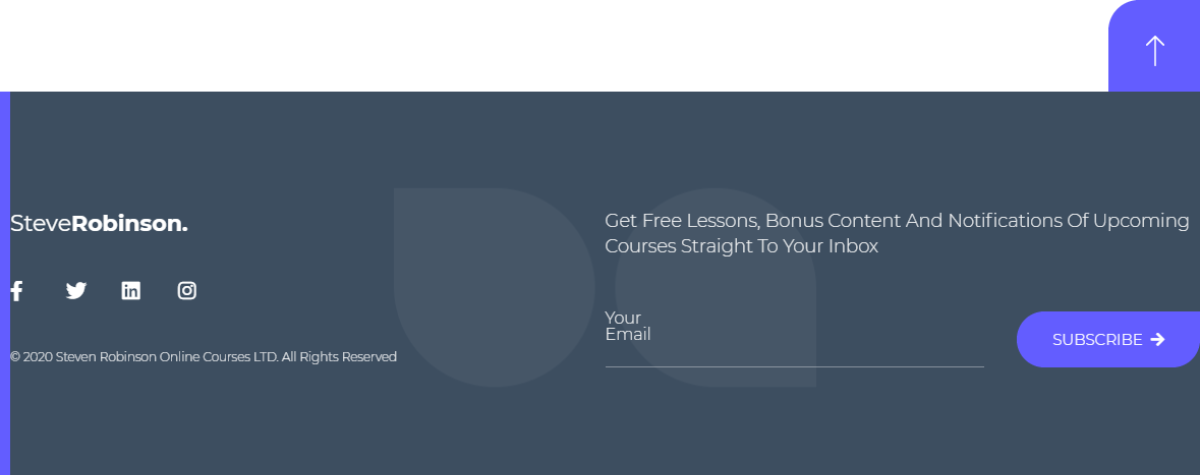 SteveRobinson.
© 2020 Steven Robinson Online Courses LTD. All Rights Reserved
Get Free Lessons, Bonus Content And Notifications Of Upcoming
Courses Straight To Your Inbox
Your
Email
SUBSCRIBE